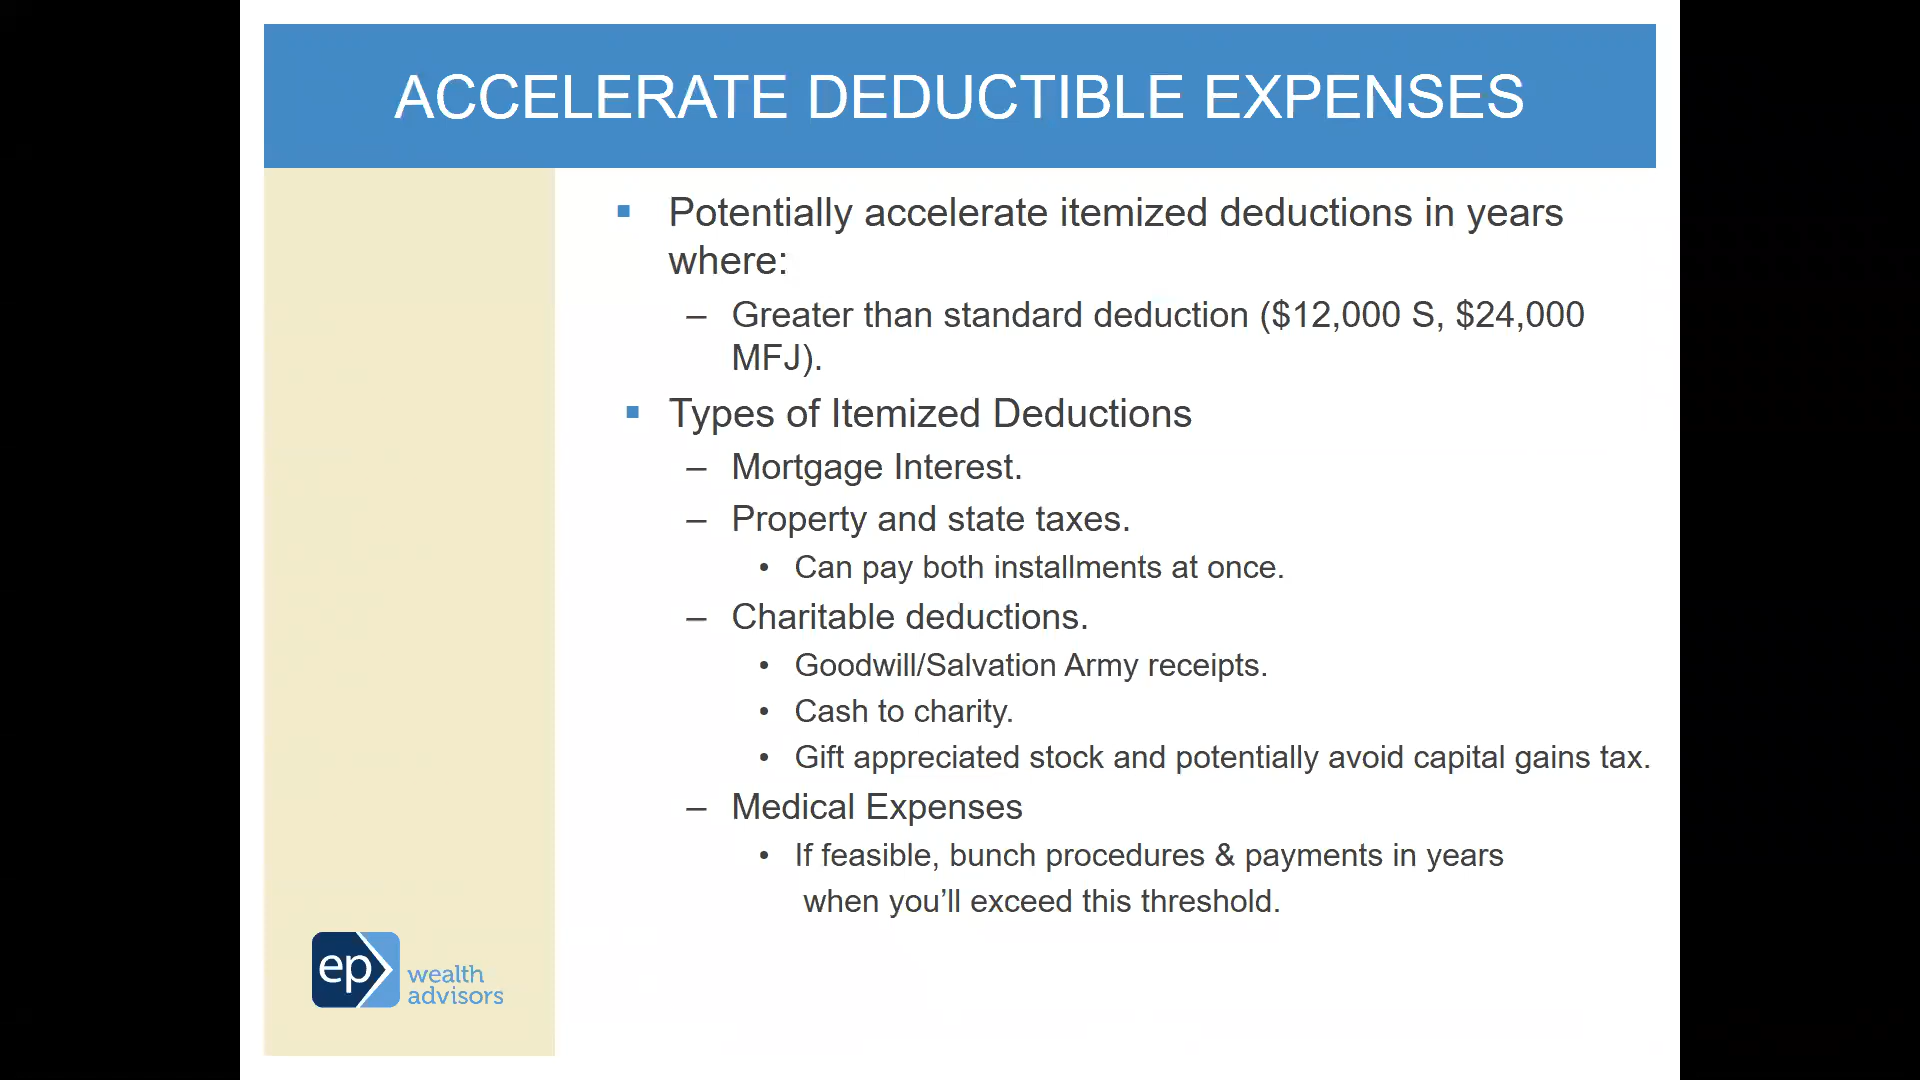 ACCELERATE DEDUCTIBLE EXPENSES
▪ Potentially accelerate itemized deductions in years
where:
– Greater than standard deduction ($12,000 S, $24,000
MFJ).
▪ Types of Itemized Deductions
– Mortgage Interest.
– Property and state taxes.
• Can pay both installments at once.
– Charitable deductions.
• Goodwill/Salvation Army receipts.
• Cash to charity.
• Gift appreciated stock and potentially avoid capital gains tax.
– Medical Expenses
• If feasible, bunch procedures & payments in years
when you’ll exceed this threshold.
ep
wealth
advisors